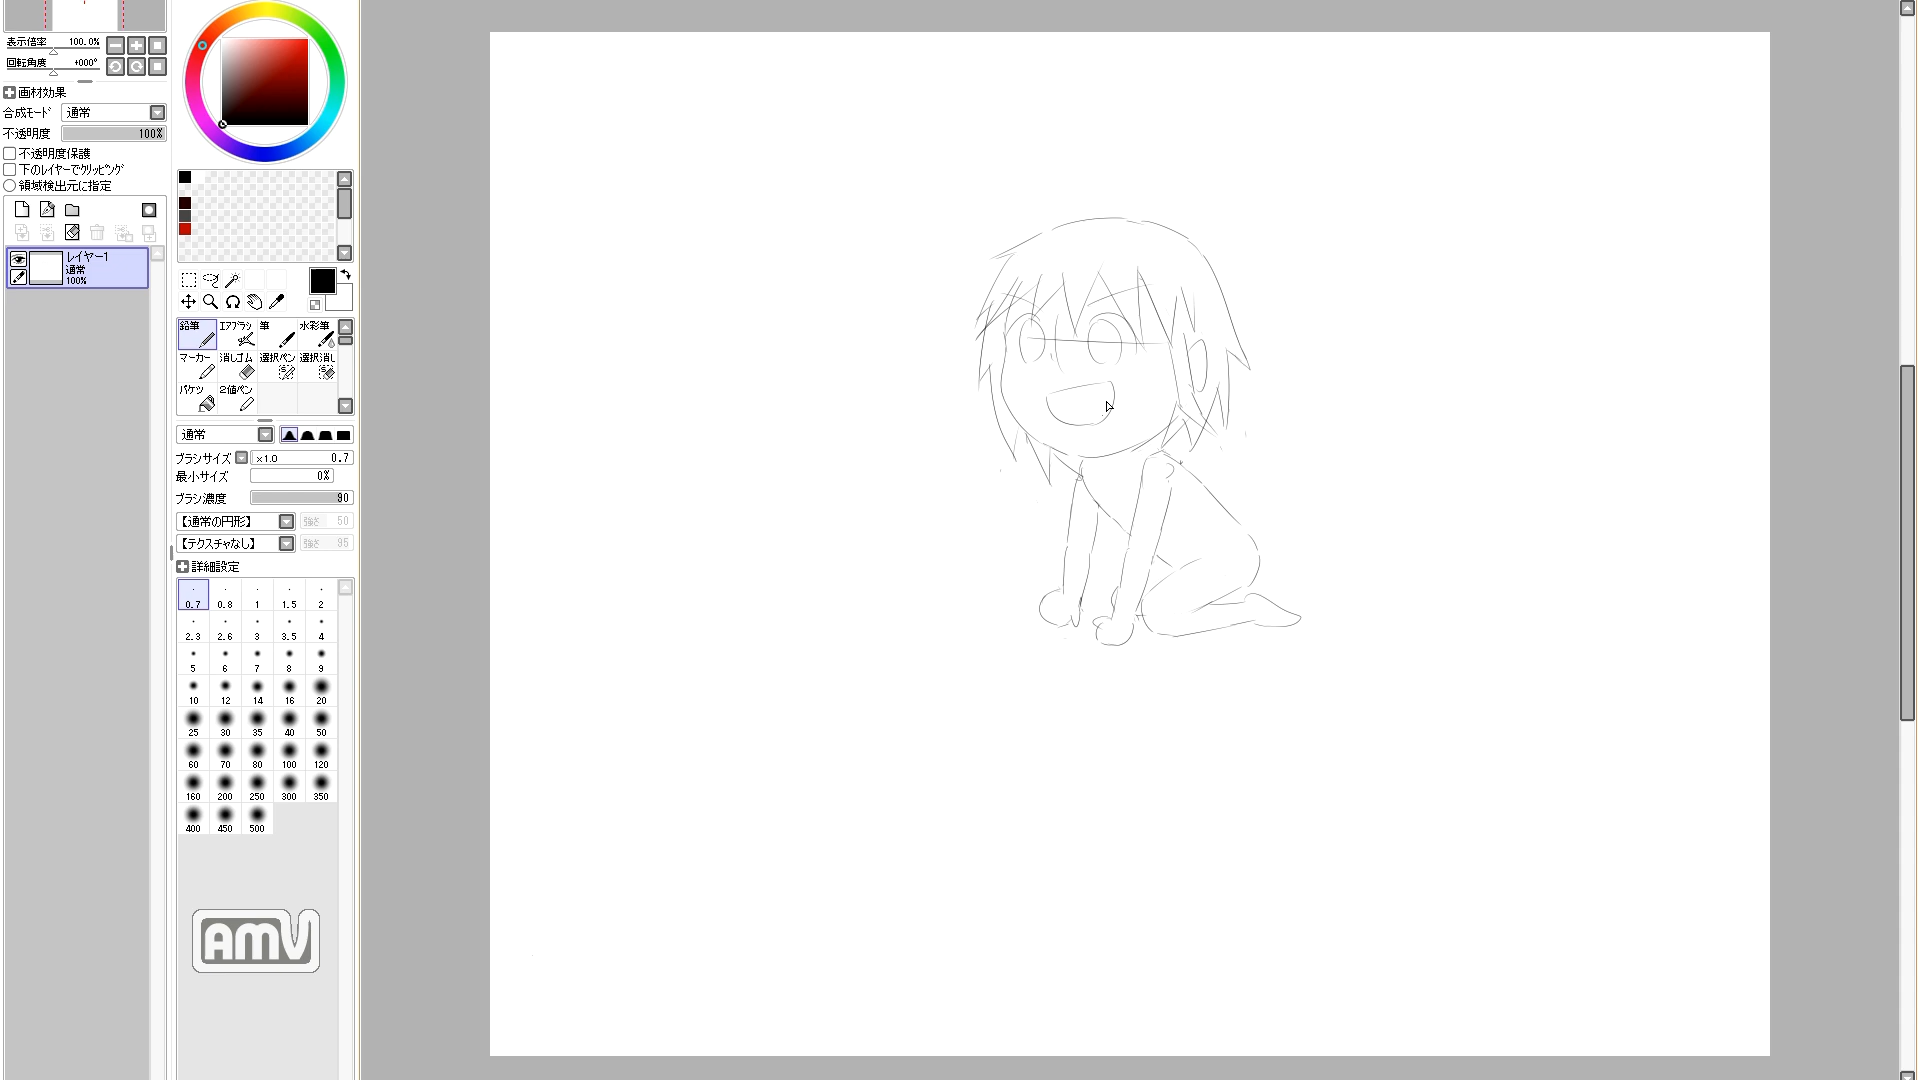 表示倍率 100.0%
回転角度 +000°
画材効果
合成モード 通常
不透明度 100%
不透明度保護
下のレイヤーでクリッピング
領域検出元に指定
レイヤー1
通常
100%
鉛筆 エアブラシ 筆 水彩筆
マーカー 消しゴム 選択ペン 選択消し
バケツ 2値ペン
通常
ブラシサイズ x1.0 0.7
最小サイズ 0%
ブラシ濃度 90
【通常の円形】 強さ 50
【テクスチャなし】 強さ 95
詳細設定
0.7 0.8 1 1.5 2
2.3 2.6 3 3.5 4
5 6 7 8 9
10 12 14 16 20
25 30 35 40 50
60 70 80 100 120
160 200 250 300 350
400 450 500
AMV